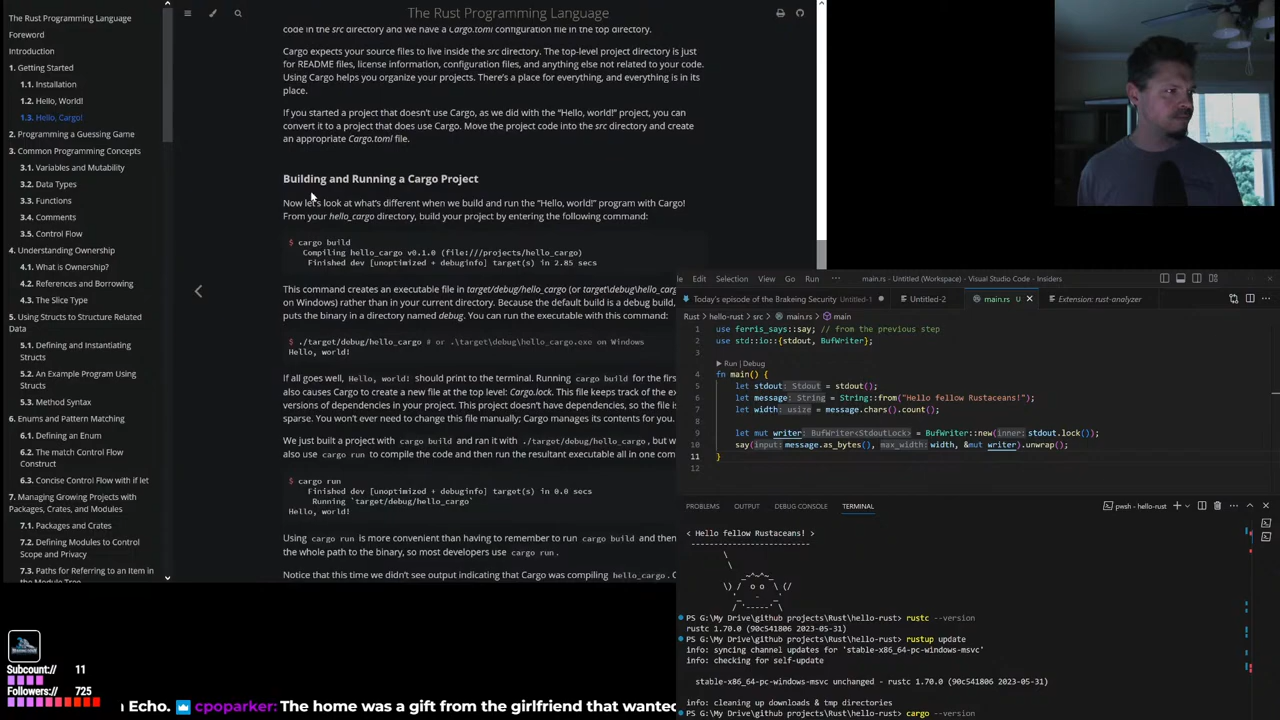 The Rust Programming Language
Foreword
Introduction
1. Getting Started
1.1. Installation
1.2. Hello, World!
1.3. Hello, Cargo!
2. Programming a Guessing Game
3. Common Programming Concepts
3.1. Variables and Mutability
3.2. Data Types
3.3. Functions
3.4. Comments
3.5. Control Flow
4. Understanding Ownership
4.1. What is Ownership?
4.2. References and Borrowing
4.3. The Slice Type
5. Using Structs to Structure Related
Data
5.1. Defining and Instantiating
Structs
5.2. An Example Program Using
Structs
5.3. Method Syntax
6. Enums and Pattern Matching
6.1. Defining an Enum
6.2. The match Control Flow
Construct
6.3. Concise Control Flow with if let
7. Managing Growing Projects with
Packages, Crates, and Modules
7.1. Packages and Crates
7.2. Defining Modules to Control
Scope and Privacy
7.3. Paths for Referring to an Item in
the Module Tree
The Rust Programming Language
code in the src directory and we have a Cargo.toml configuration file in the top directory.
Cargo expects your source files to live inside the src directory. The top-level project directory is just
for README files, license information, configuration files, and anything else not related to your code.
Using Cargo helps you organize your projects. There's a place for everything, and everything is in its
place.
If you started a project that doesn't use Cargo, as we did with the "Hello, world!" project, you can
convert it to a project that does use Cargo. Move the project code into the src directory and create
an appropriate Cargo.toml file.
Building and Running a Cargo Project
Now let's look at what's different when we build and run the "Hello, world!" program with Cargo!
From your hello_cargo directory, build your project by entering the following command:
$ cargo build
Compiling hello_cargo v0.1.0 (file:///projects/hello_cargo)
Finished dev [unoptimized + debuginfo] target(s) in 2.85 secs
This command creates an executable file in target/debug/hello_cargo (or target\debug\hello_carg
on Windows) rather than in your current directory. Because the default build is a debug build,
puts the binary in a directory named debug. You can run the executable with this command:
$ ./target/debug/hello_cargo # or .\target\debug\hello_cargo.exe on Windows
Hello, world!
If all goes well, Hello, world! should print to the terminal. Running cargo build for the firs
also causes Cargo to create a new file at the top level: Cargo.lock. This file keeps track of the ex
versions of dependencies in your project. This project doesn't have dependencies, so the file is
sparse. You won't ever need to change this file manually; Cargo manages its contents for you.
We just built a project with cargo build and ran it with ./target/debug/hello_cargo, but w
also use cargo run to compile the code and then run the resultant executable all in one com
$ cargo run
Finished dev [unoptimized + debuginfo] target(s) in 0.0 secs
Running `target/debug/hello_cargo`
Hello, world!
Using cargo run is more convenient than having to remember to run cargo build and then
the whole path to the binary, so most developers use cargo run.
Notice that this time we didn't see output indicating that Cargo was compiling hello_cargo. C
Edit Selection View Go Run ··· main.rs - Untitled (Workspace) - Visual Studio Code - Insiders
Today's episode of the Brakeing Security Untitled-1 Untitled-2 main.rs U Extension: rust-analyzer
Rust > hello-rust > src > main.rs > main
1 use ferris_says::say; // from the previous step
2 use std::io::{stdout, BufWriter};
3
Run | Debug
4 fn main() {
5 let stdout: Stdout = stdout();
6 let message: String = String::from("Hello fellow Rustaceans!");
7 let width: usize = message.chars().count();
8
9 let mut writer: BufWriter<StdoutLock> = BufWriter::new(inner: stdout.lock());
10 say(input: message.as_bytes(), max_width: width, &mut writer).unwrap();
11 }
12
PROBLEMS OUTPUT DEBUG CONSOLE TERMINAL pwsh - hello-rust
< Hello fellow Rustaceans! >
--------------------------
\
\
_~^~^~_
\) / o o \ (/
'_ - _'
/ '-----' \
PS G:\My Drive\github projects\Rust\hello-rust> rustc --version
rustc 1.70.0 (90c541806 2023-05-31)
PS G:\My Drive\github projects\Rust\hello-rust> rustup update
info: syncing channel updates for 'stable-x86_64-pc-windows-msvc'
info: checking for self-update
stable-x86_64-pc-windows-msvc unchanged - rustc 1.70.0 (90c541806 2023-05-31)
info: cleaning up downloads & tmp directories
PS G:\My Drive\github projects\Rust\hello-rust> cargo --version
Subcount// 11
Followers// 725
n Echo. cpoparker: The home was a gift from the girlfriend that wanted